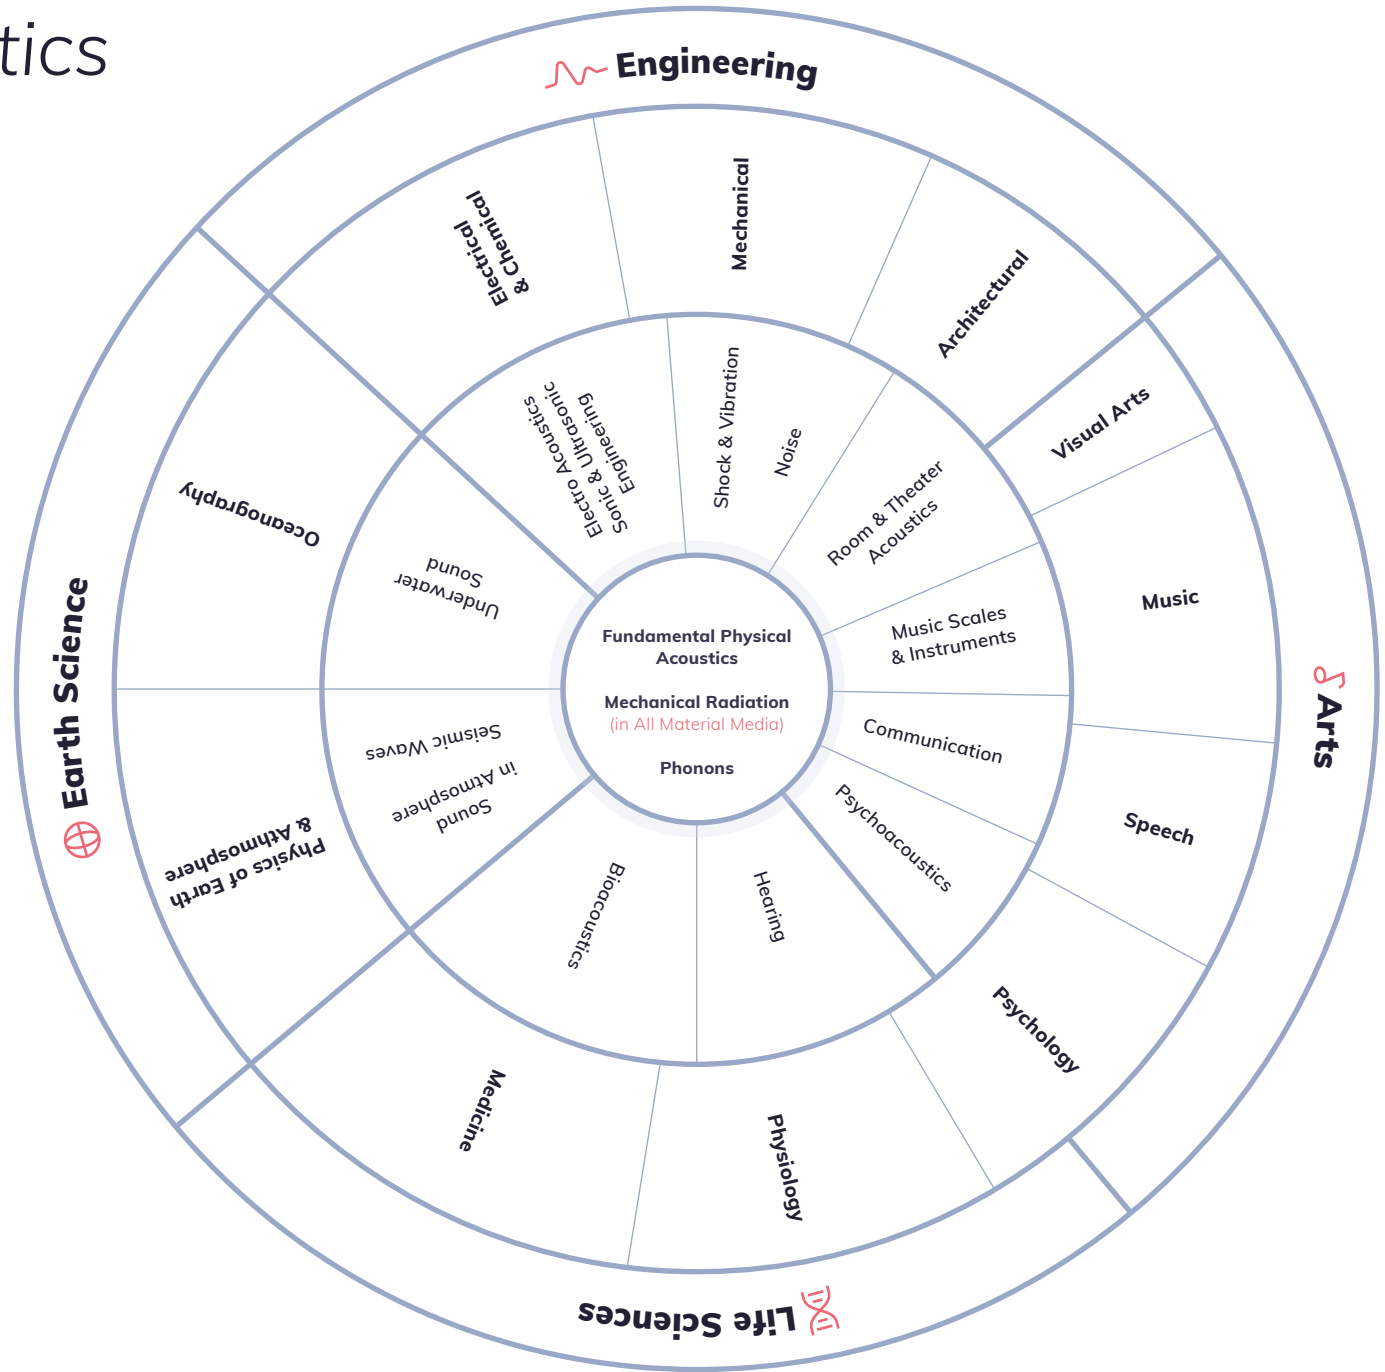 tics
Engineering
Electrical
& Chemical
Mechanical
Architectural
Visual Arts
Music
Speech
Psychology
Physiology
Medicine
Physics of Earth
& Athmosphere
Oceanography
Electro Acoustics
Sonic & Ultrasonic
Engineering
Shock & Vibration
Noise
Room & Theater
Acoustics
Music Scales
& Instruments
Communication
Psychoacoustics
Hearing
Bioacoustics
Sound
in Atmosphere
Seismic Waves
Underwater
Sound
Fundamental Physical
Acoustics
Mechanical Radiation
(in All Material Media)
Phonons
Arts
Life Sciences
Earth Science